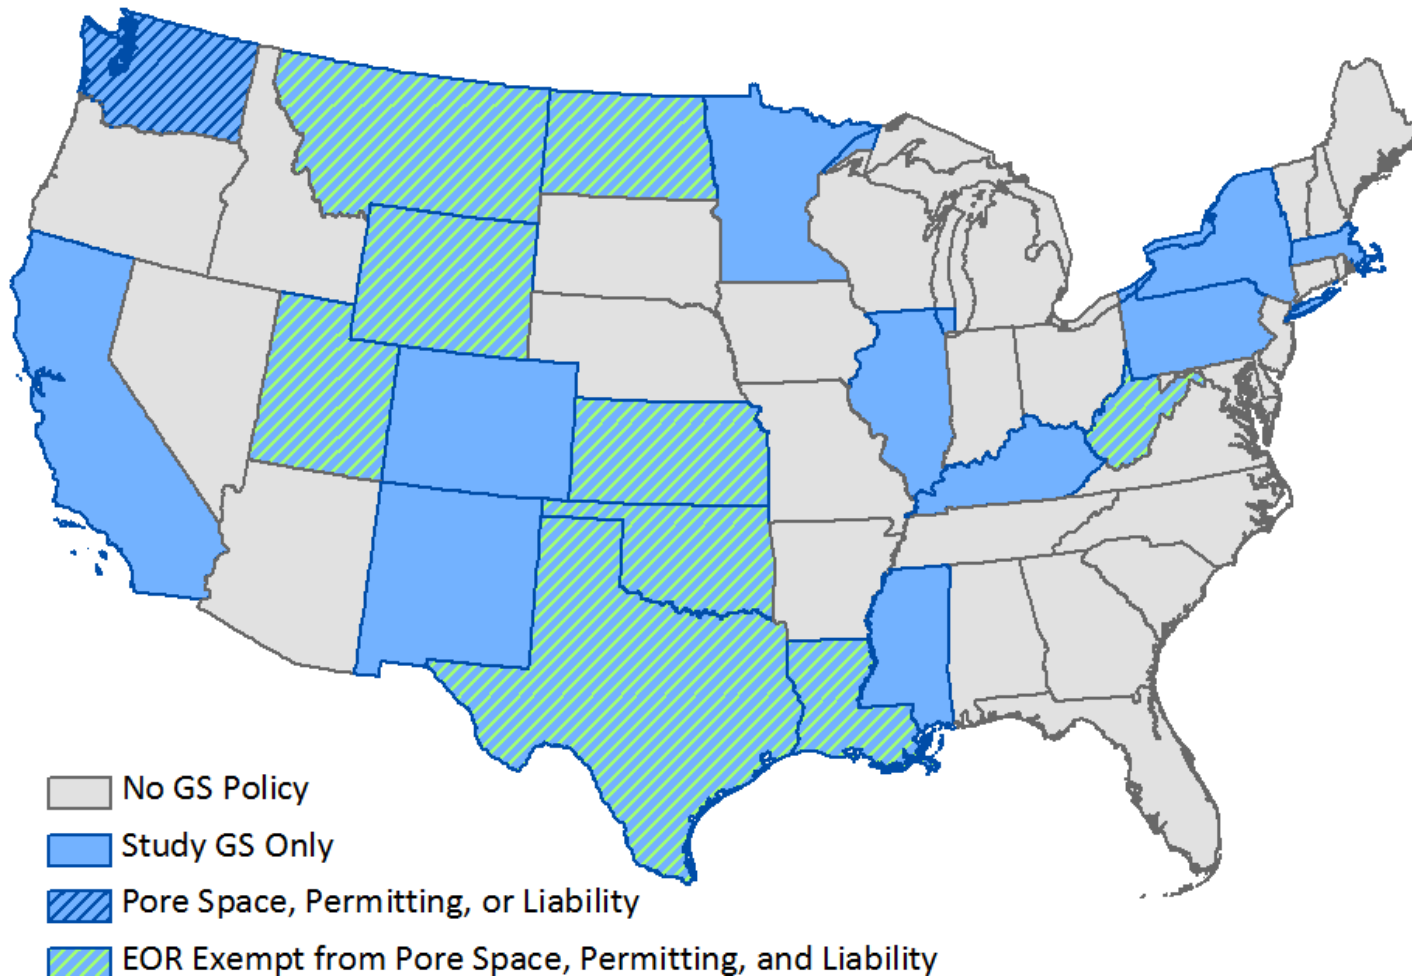 No GS Policy
Study GS Only
Pore Space, Permitting, or Liability
EOR Exempt from Pore Space, Permitting, and Liability